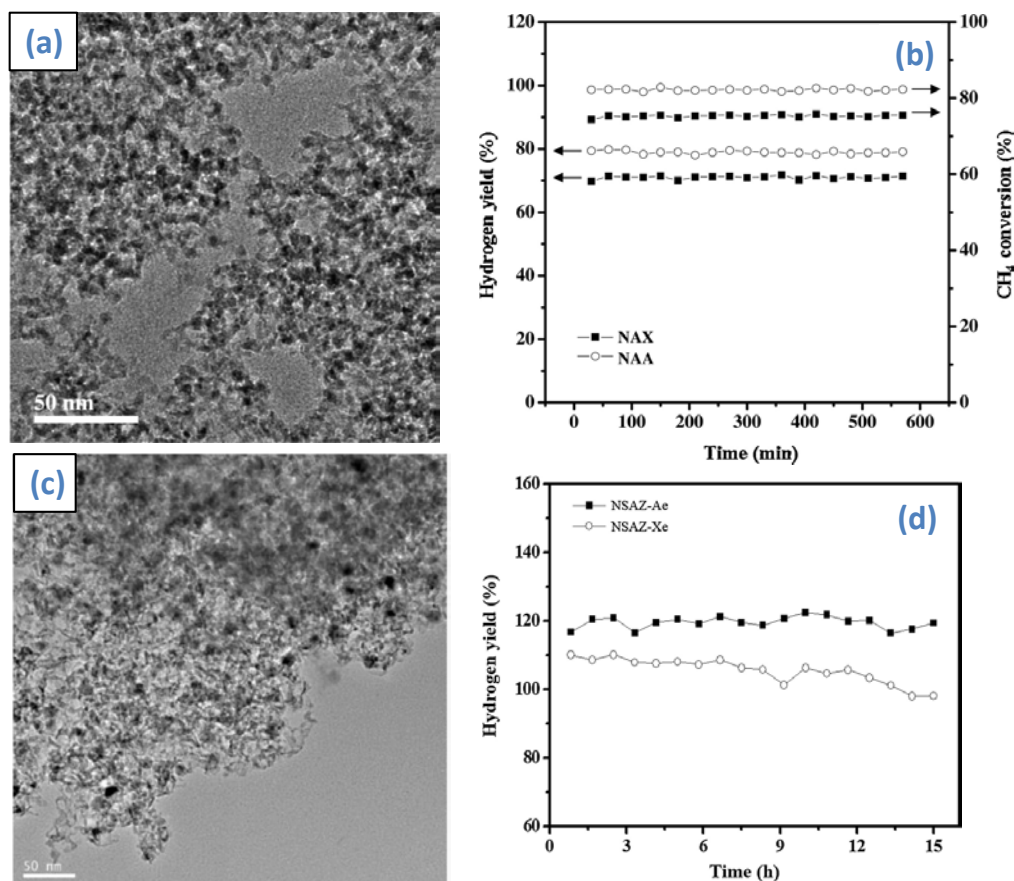 (a)
50 nm
(b)
120
100
80
60
40
20
0
Hydrogen yield (%)
100
80
60
40
20
0
CH₄ conversion (%)
NAX
NAA
0 100 200 300 400 500 600
Time (min)
(c)
50 nm
(d)
160
140
120
100
80
60
Hydrogen yield (%)
NSAZ-Ae
NSAZ-Xe
0 3 6 9 12 15
Time (h)